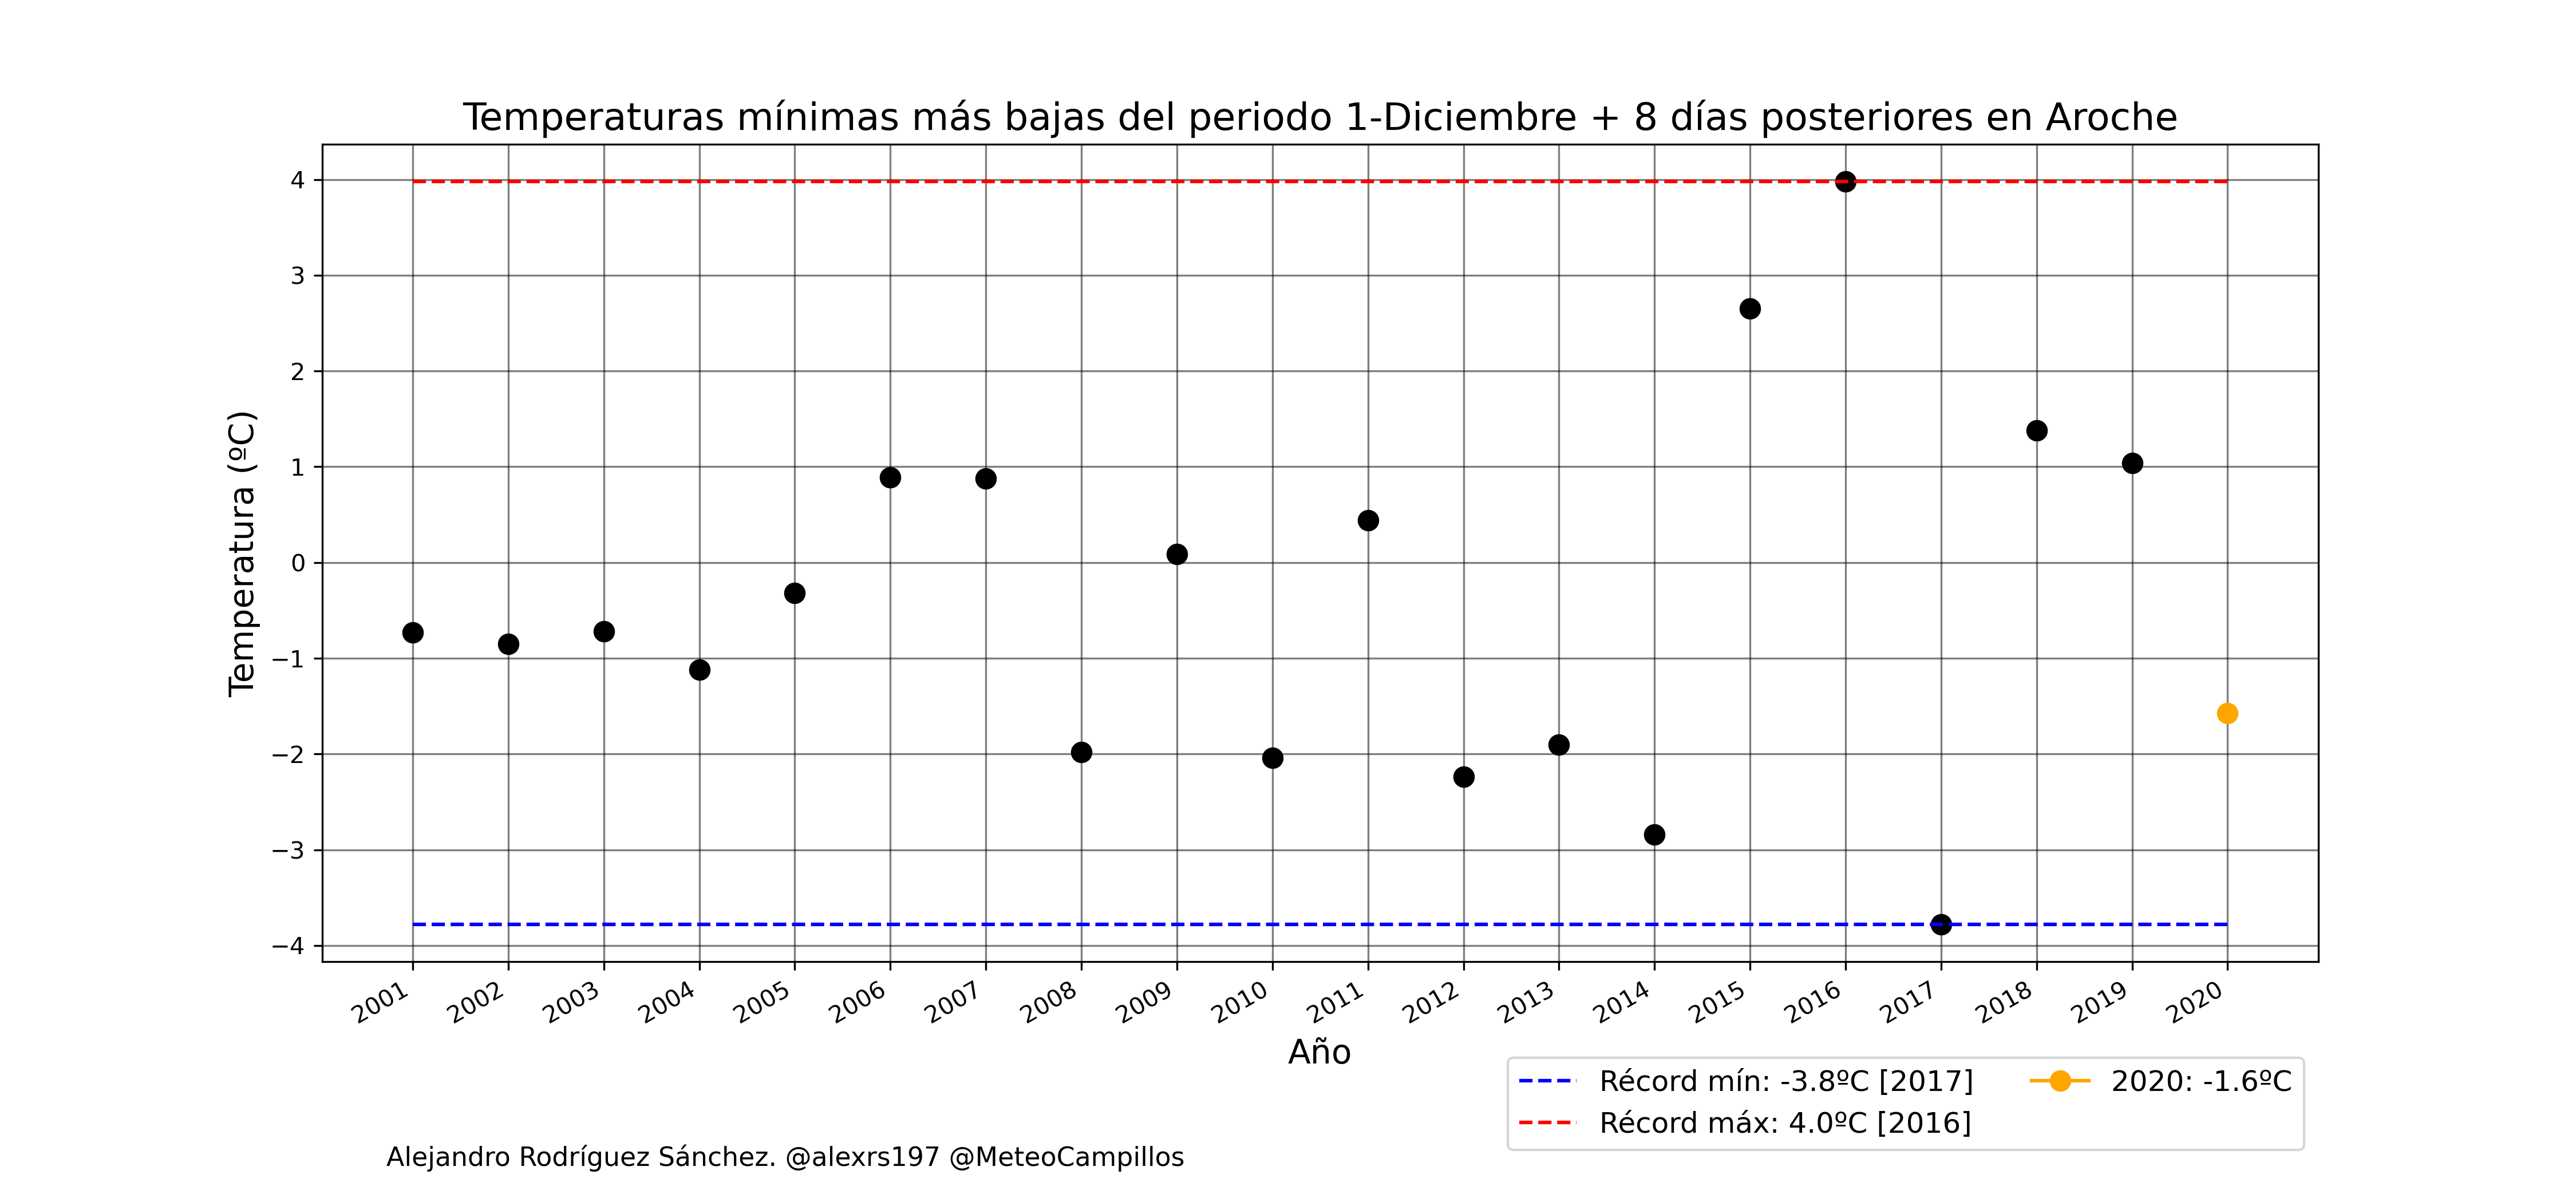 Temperaturas mínimas más bajas del periodo 1-Diciembre + 8 días posteriores en Aroche
Temperatura (ºC)
4
3
2
1
0
−1
−2
−3
−4
2001 2002 2003 2004 2005 2006 2007 2008 2009 2010 2011 2012 2013 2014 2015 2016 2017 2018 2019 2020
Año
Récord mín: -3.8ºC [2017]
Récord máx: 4.0ºC [2016]
2020: -1.6ºC
Alejandro Rodríguez Sánchez. @alexrs197 @MeteoCampillos